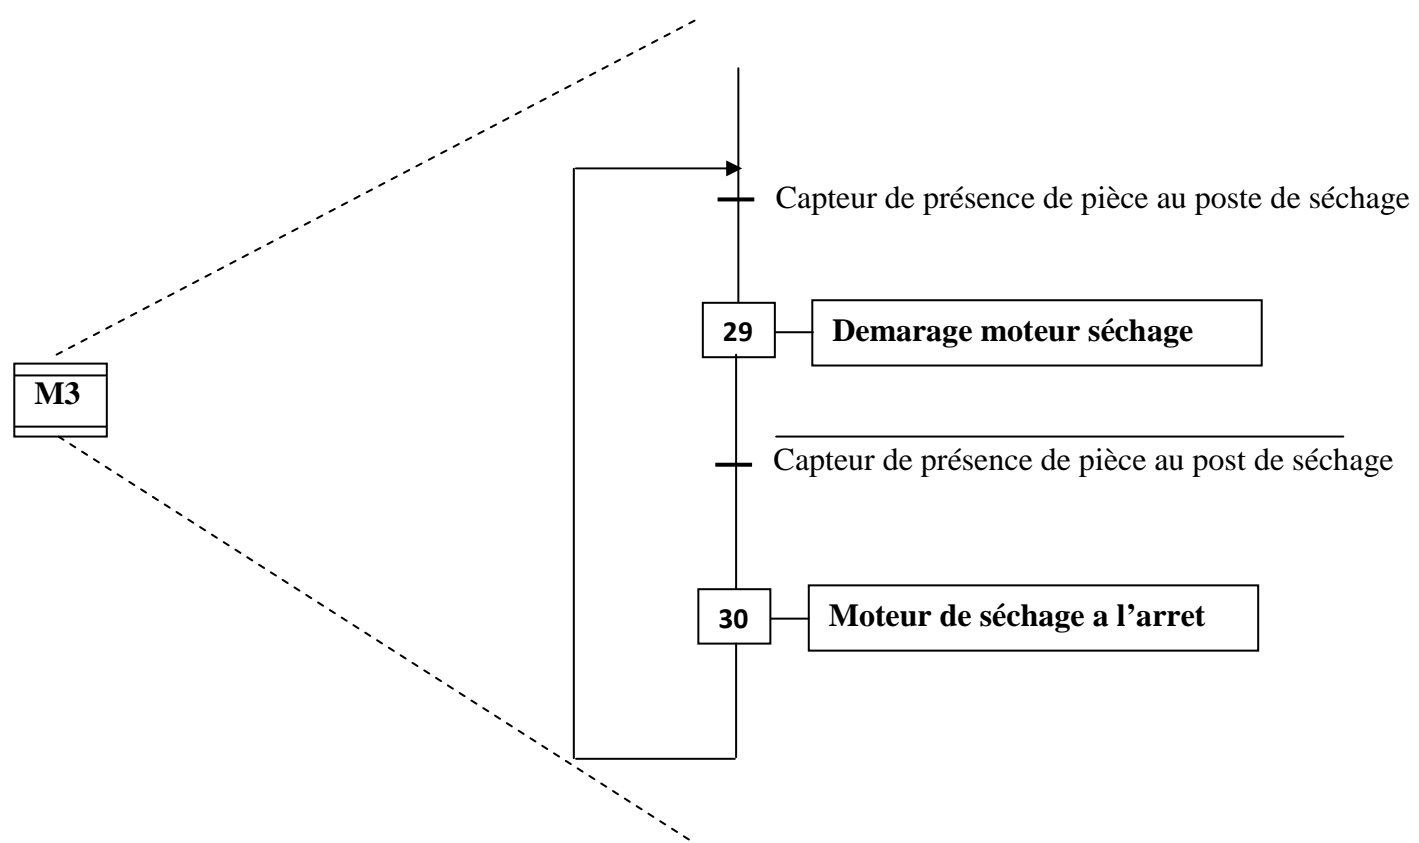 Capteur de présence de pièce au poste de séchage
29
Demarage moteur séchage
M3
Capteur de présence de pièce au post de séchage
30
Moteur de séchage a l’arret